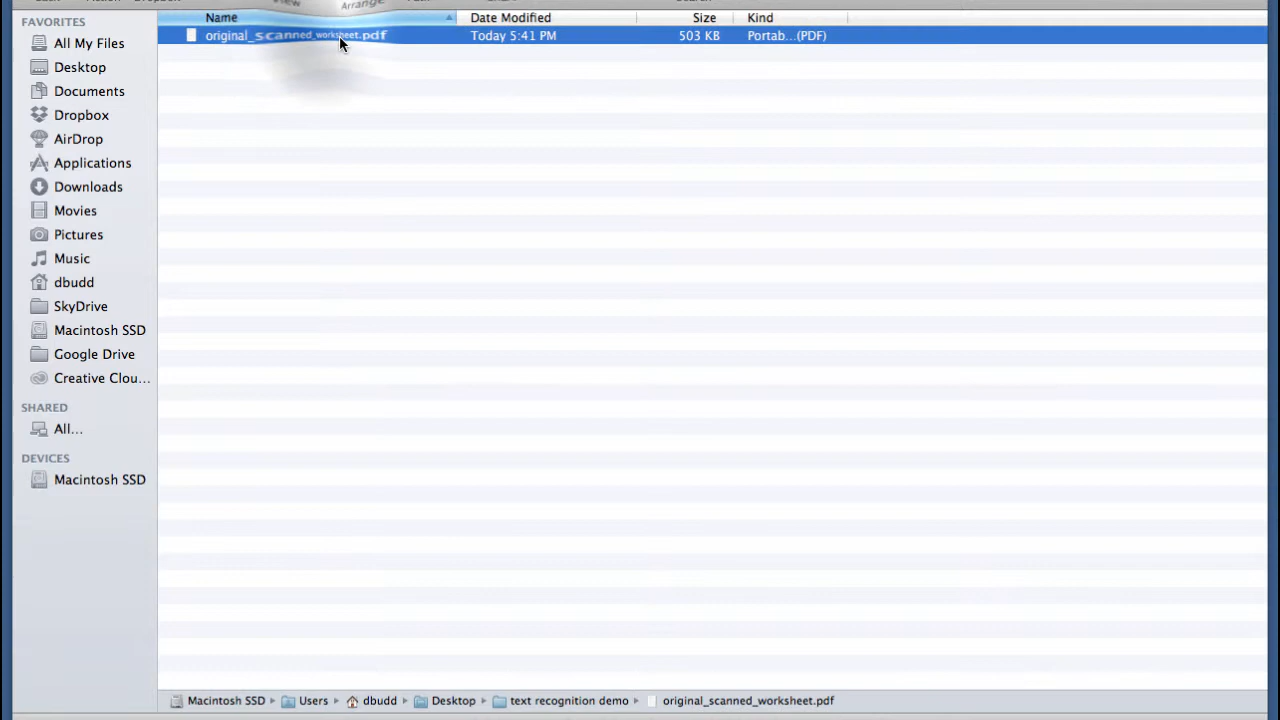 View
Arrange
FAVORITES
All My Files
Desktop
Documents
Dropbox
AirDrop
Applications
Downloads
Movies
Pictures
Music
dbudd
SkyDrive
Macintosh SSD
Google Drive
Creative Clou...
SHARED
All...
DEVICES
Macintosh SSD
Name Date Modified Size Kind
original_scanned_worksheet.pdf Today 5:41 PM 503 KB Portab...(PDF)
Macintosh SSD Users dbudd Desktop text recognition demo original_scanned_worksheet.pdf